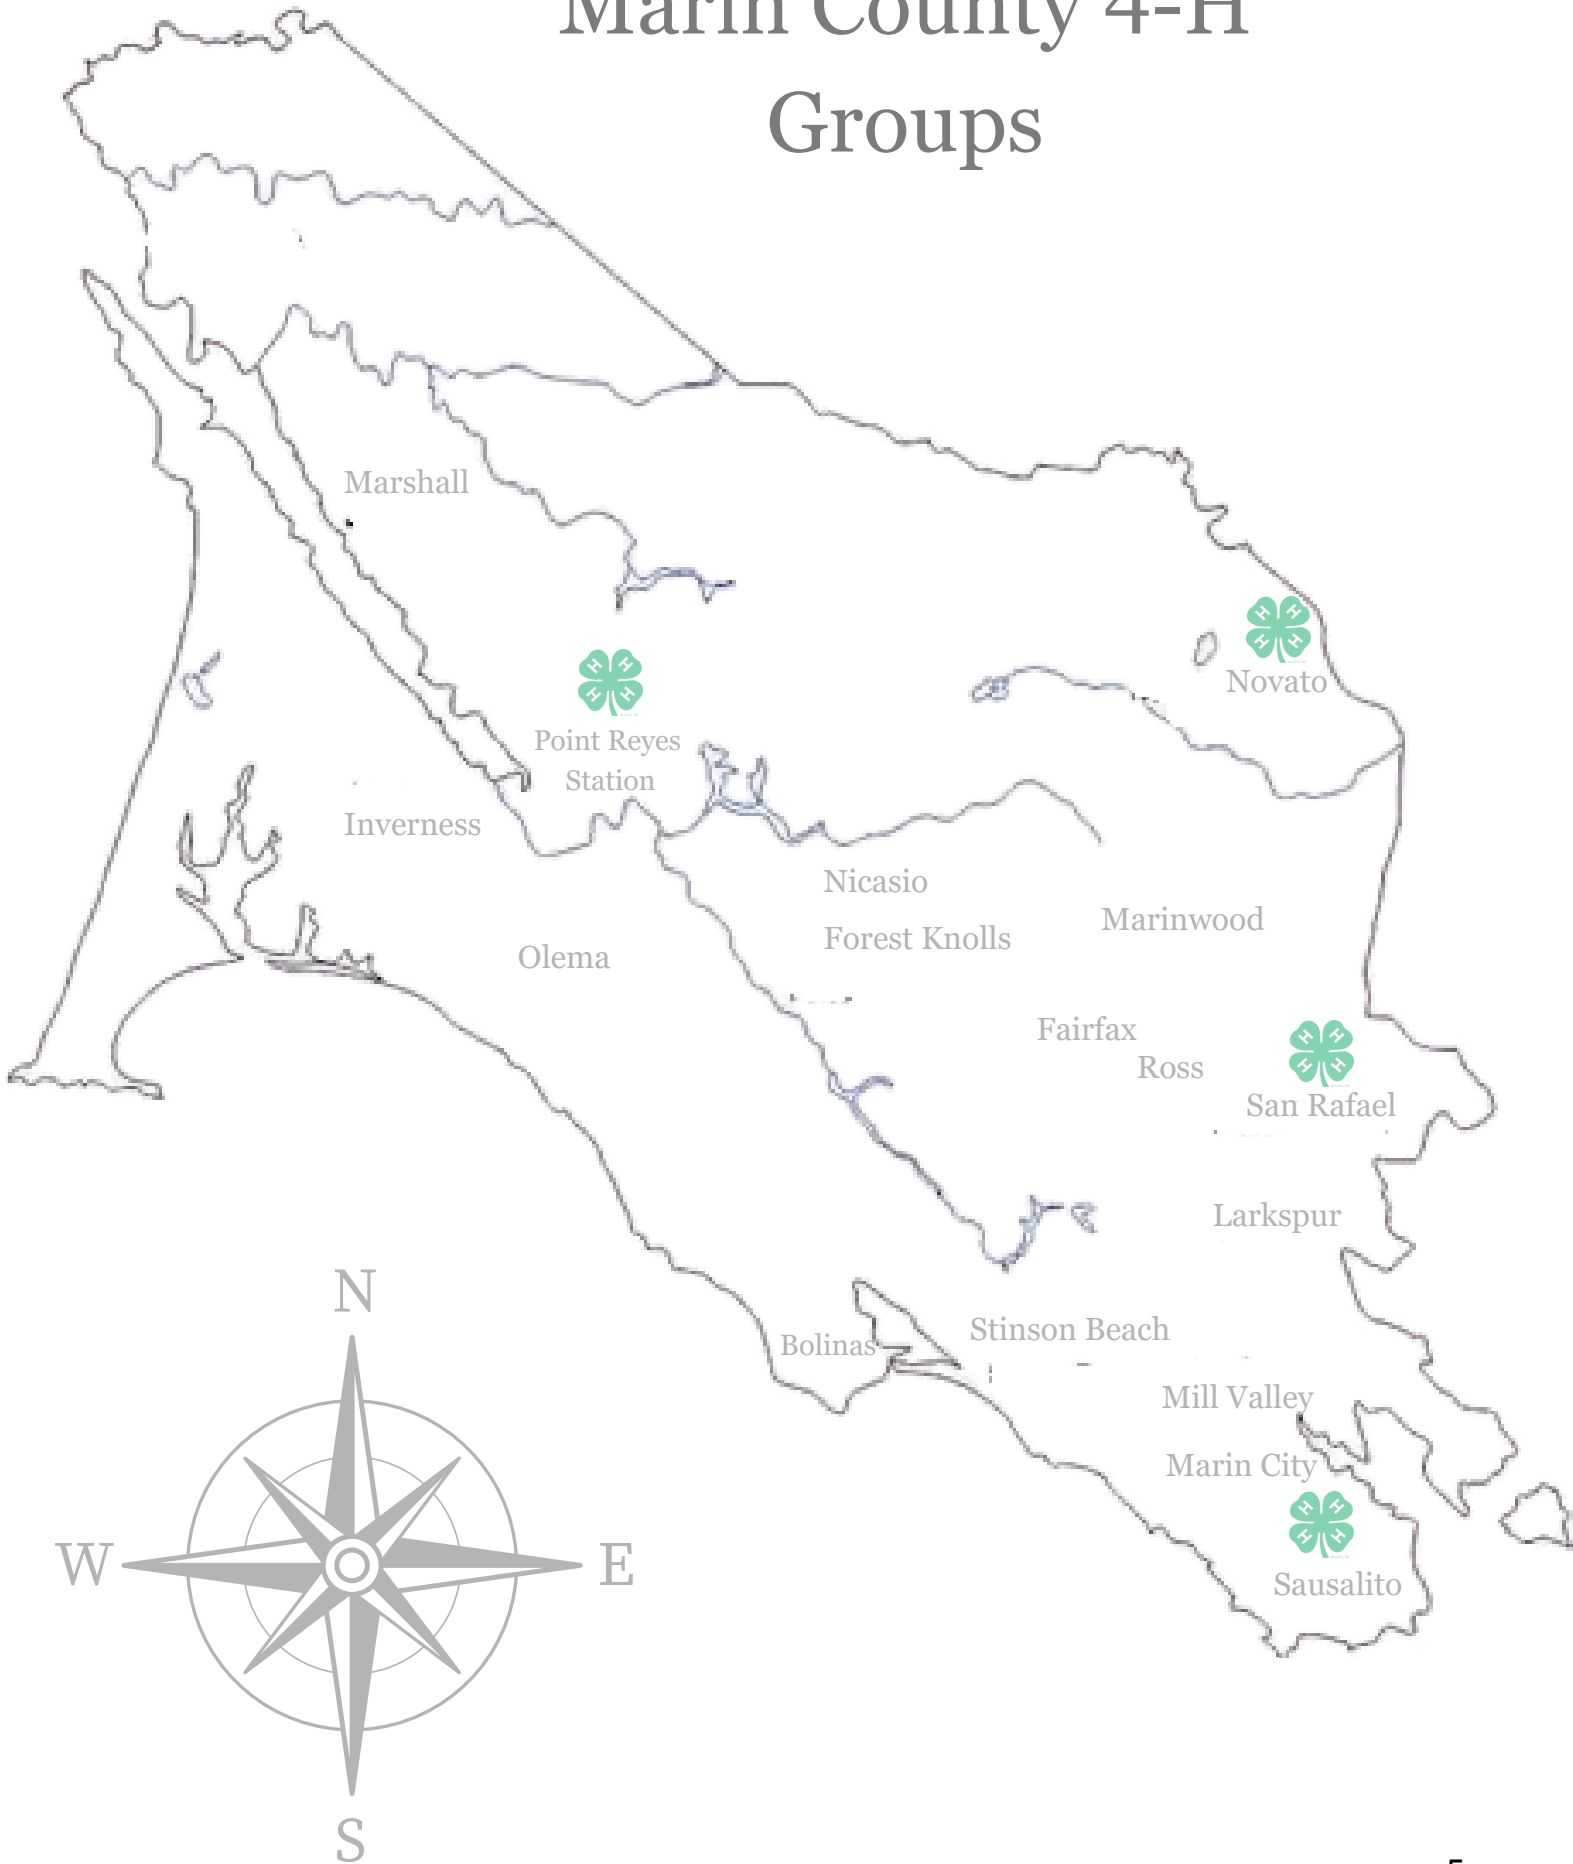 Marin County 4-H
Groups
Marshall
H H
H H
Novato
H H
H H
Point Reyes
Station
Inverness
Nicasio
Marinwood
Forest Knolls
Olema
Fairfax
Ross
H H
H H
San Rafael
Larkspur
N
Stinson Beach
Bolinas
Mill Valley
Marin City
H H
H H
W
E
Sausalito
S